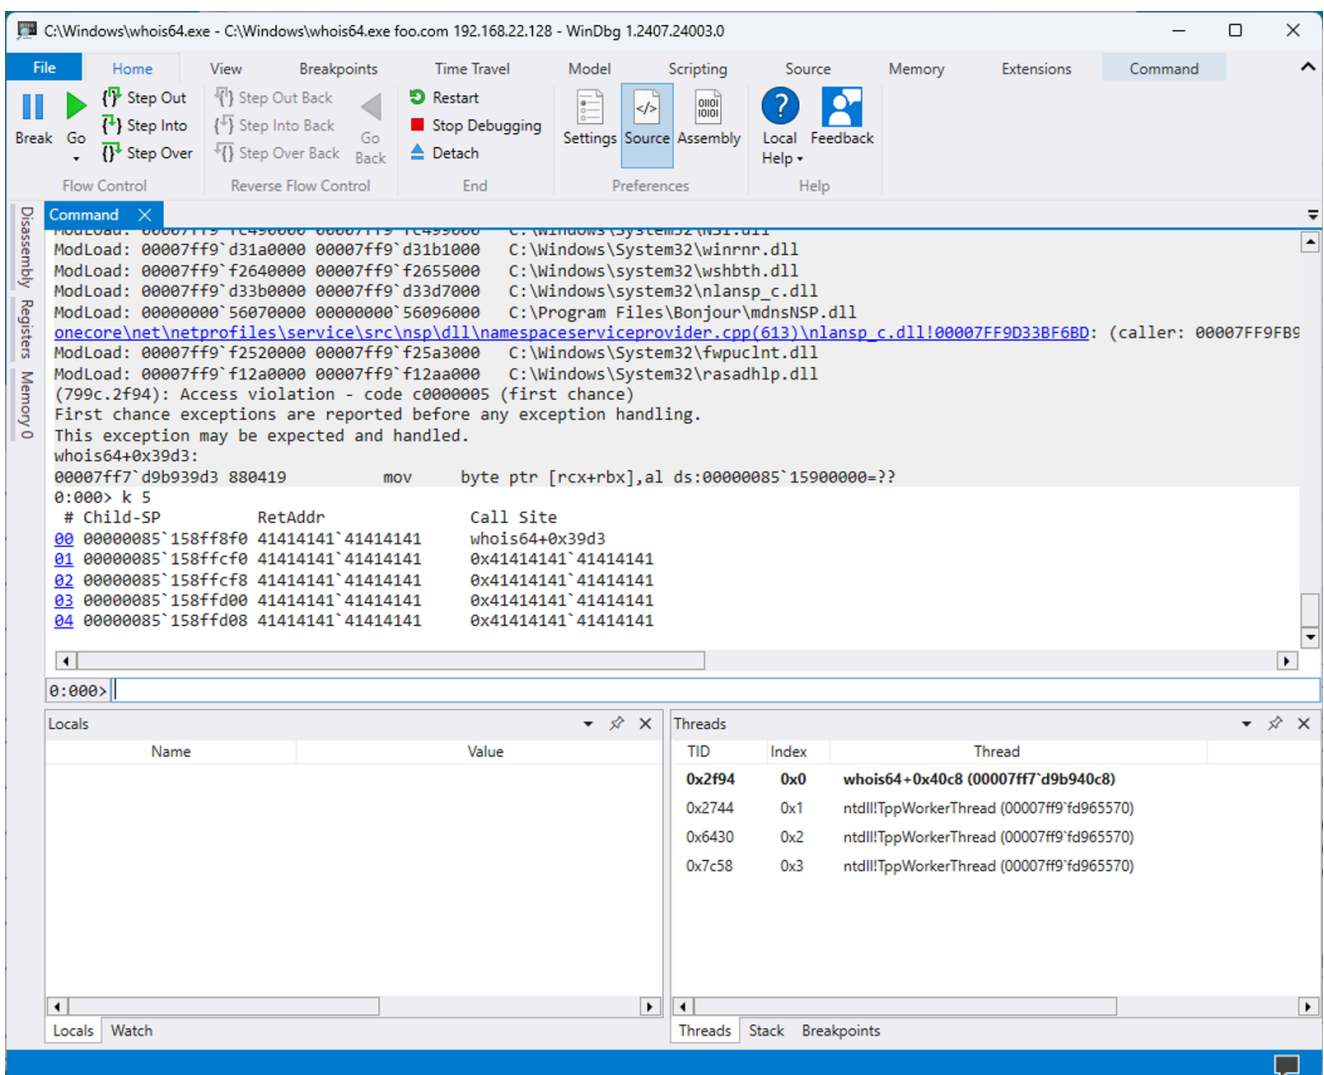 C:\Windows\whois64.exe - C:\Windows\whois64.exe foo.com 192.168.22.128 - WinDbg 1.2407.24003.0
File Home View Breakpoints Time Travel Model Scripting Source Memory Extensions Command
Break
Go
Step Out
Step Into
Step Over
Flow Control
Step Out Back
Step Into Back
Step Over Back
Go Back
Reverse Flow Control
Restart
Stop Debugging
Detach
End
Settings Source Assembly
Preferences
Local Help
Feedback
Help
Disassembly
Registers
Memory 0
Command
ModLoad: 00007ff9`fc490000 00007ff9`fc499000 C:\Windows\System32\NSI.dll
ModLoad: 00007ff9`d31a0000 00007ff9`d31b1000 C:\Windows\System32\winrnr.dll
ModLoad: 00007ff9`f2640000 00007ff9`f2655000 C:\Windows\system32\wshbth.dll
ModLoad: 00007ff9`d33b0000 00007ff9`d33d7000 C:\Windows\system32\nlansp_c.dll
ModLoad: 00000000`56070000 00000000`56096000 C:\Program Files\Bonjour\mdnsNSP.dll
onecore\net\netprofiles\service\src\nsp\dll\namespaceserviceprovider.cpp(613)\nlansp_c.dll!00007FF9D33BF6BD: (caller: 00007FF9FB9
ModLoad: 00007ff9`f2520000 00007ff9`f25a3000 C:\Windows\System32\fwpuclnt.dll
ModLoad: 00007ff9`f12a0000 00007ff9`f12aa000 C:\Windows\System32\rasadhlp.dll
(799c.2f94): Access violation - code c0000005 (first chance)
First chance exceptions are reported before any exception handling.
This exception may be expected and handled.
whois64+0x39d3:
00007ff7`d9b939d3 880419 mov byte ptr [rcx+rbx],al ds:00000085`15900000=??
0:000> k 5
# Child-SP RetAddr Call Site
00 00000085`158ff8f0 41414141`41414141 whois64+0x39d3
01 00000085`158ffcf0 41414141`41414141 0x41414141`41414141
02 00000085`158ffcf8 41414141`41414141 0x41414141`41414141
03 00000085`158ffd00 41414141`41414141 0x41414141`41414141
04 00000085`158ffd08 41414141`41414141 0x41414141`41414141
0:000>
Locals
Name Value
Locals Watch
Threads
TID Index Thread
0x2f94 0x0 whois64+0x40c8 (00007ff7`d9b940c8)
0x2744 0x1 ntdll!TppWorkerThread (00007ff9`fd965570)
0x6430 0x2 ntdll!TppWorkerThread (00007ff9`fd965570)
0x7c58 0x3 ntdll!TppWorkerThread (00007ff9`fd965570)
Threads Stack Breakpoints